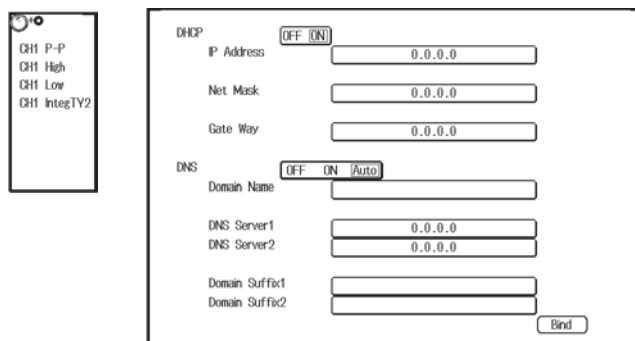 CH1 P-P
CH1 High
CH1 Low
CH1 IntegTY2
DHCP OFF ON
IP Address 0.0.0.0
Net Mask 0.0.0.0
Gate Way 0.0.0.0
DNS OFF ON Auto
Domain Name
DNS Server1 0.0.0.0
DNS Server2 0.0.0.0
Domain Suffix1
Domain Suffix2
Bind